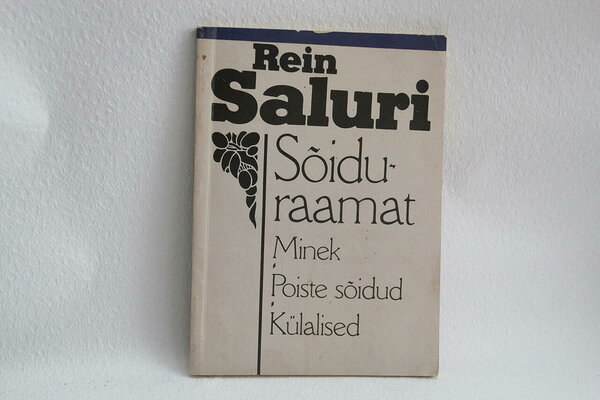 Rein
Saluri
Sõidu-
raamat
Minek
Poiste sõidud
Külalised